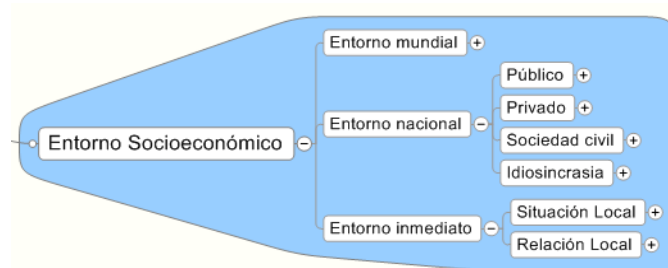 Entorno Socioeconómico
Entorno mundial
Entorno nacional
Público
Privado
Sociedad civil
Idiosincrasia
Entorno inmediato
Situación Local
Relación Local